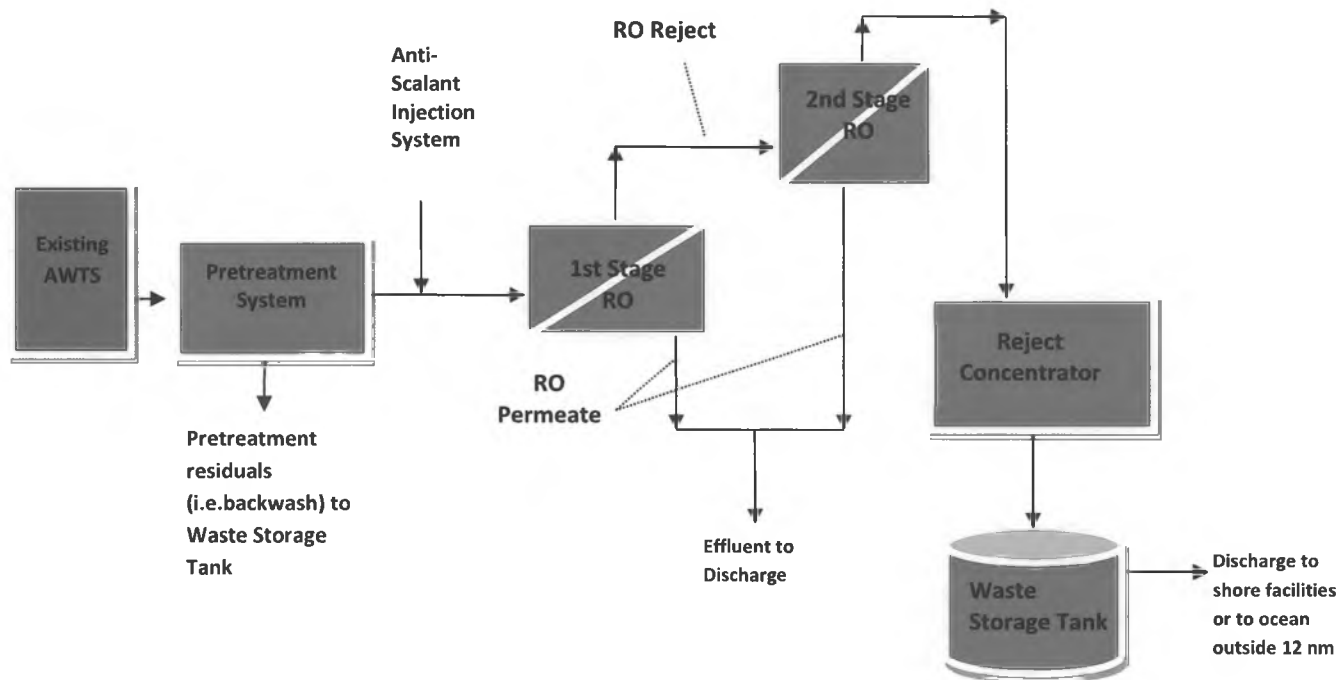 RO Reject
Anti-
Scalant
Injection
System
2nd Stage
RO
Existing
AWTS
Pretreatment
System
1st Stage
RO
Reject
Concentrator
RO
Permeate
Pretreatment
residuals
(i.e.backwash) to
Waste Storage
Tank
Effluent to
Discharge
Waste
Storage Tank
Discharge to
shore facilities
or to ocean
outside 12 nm